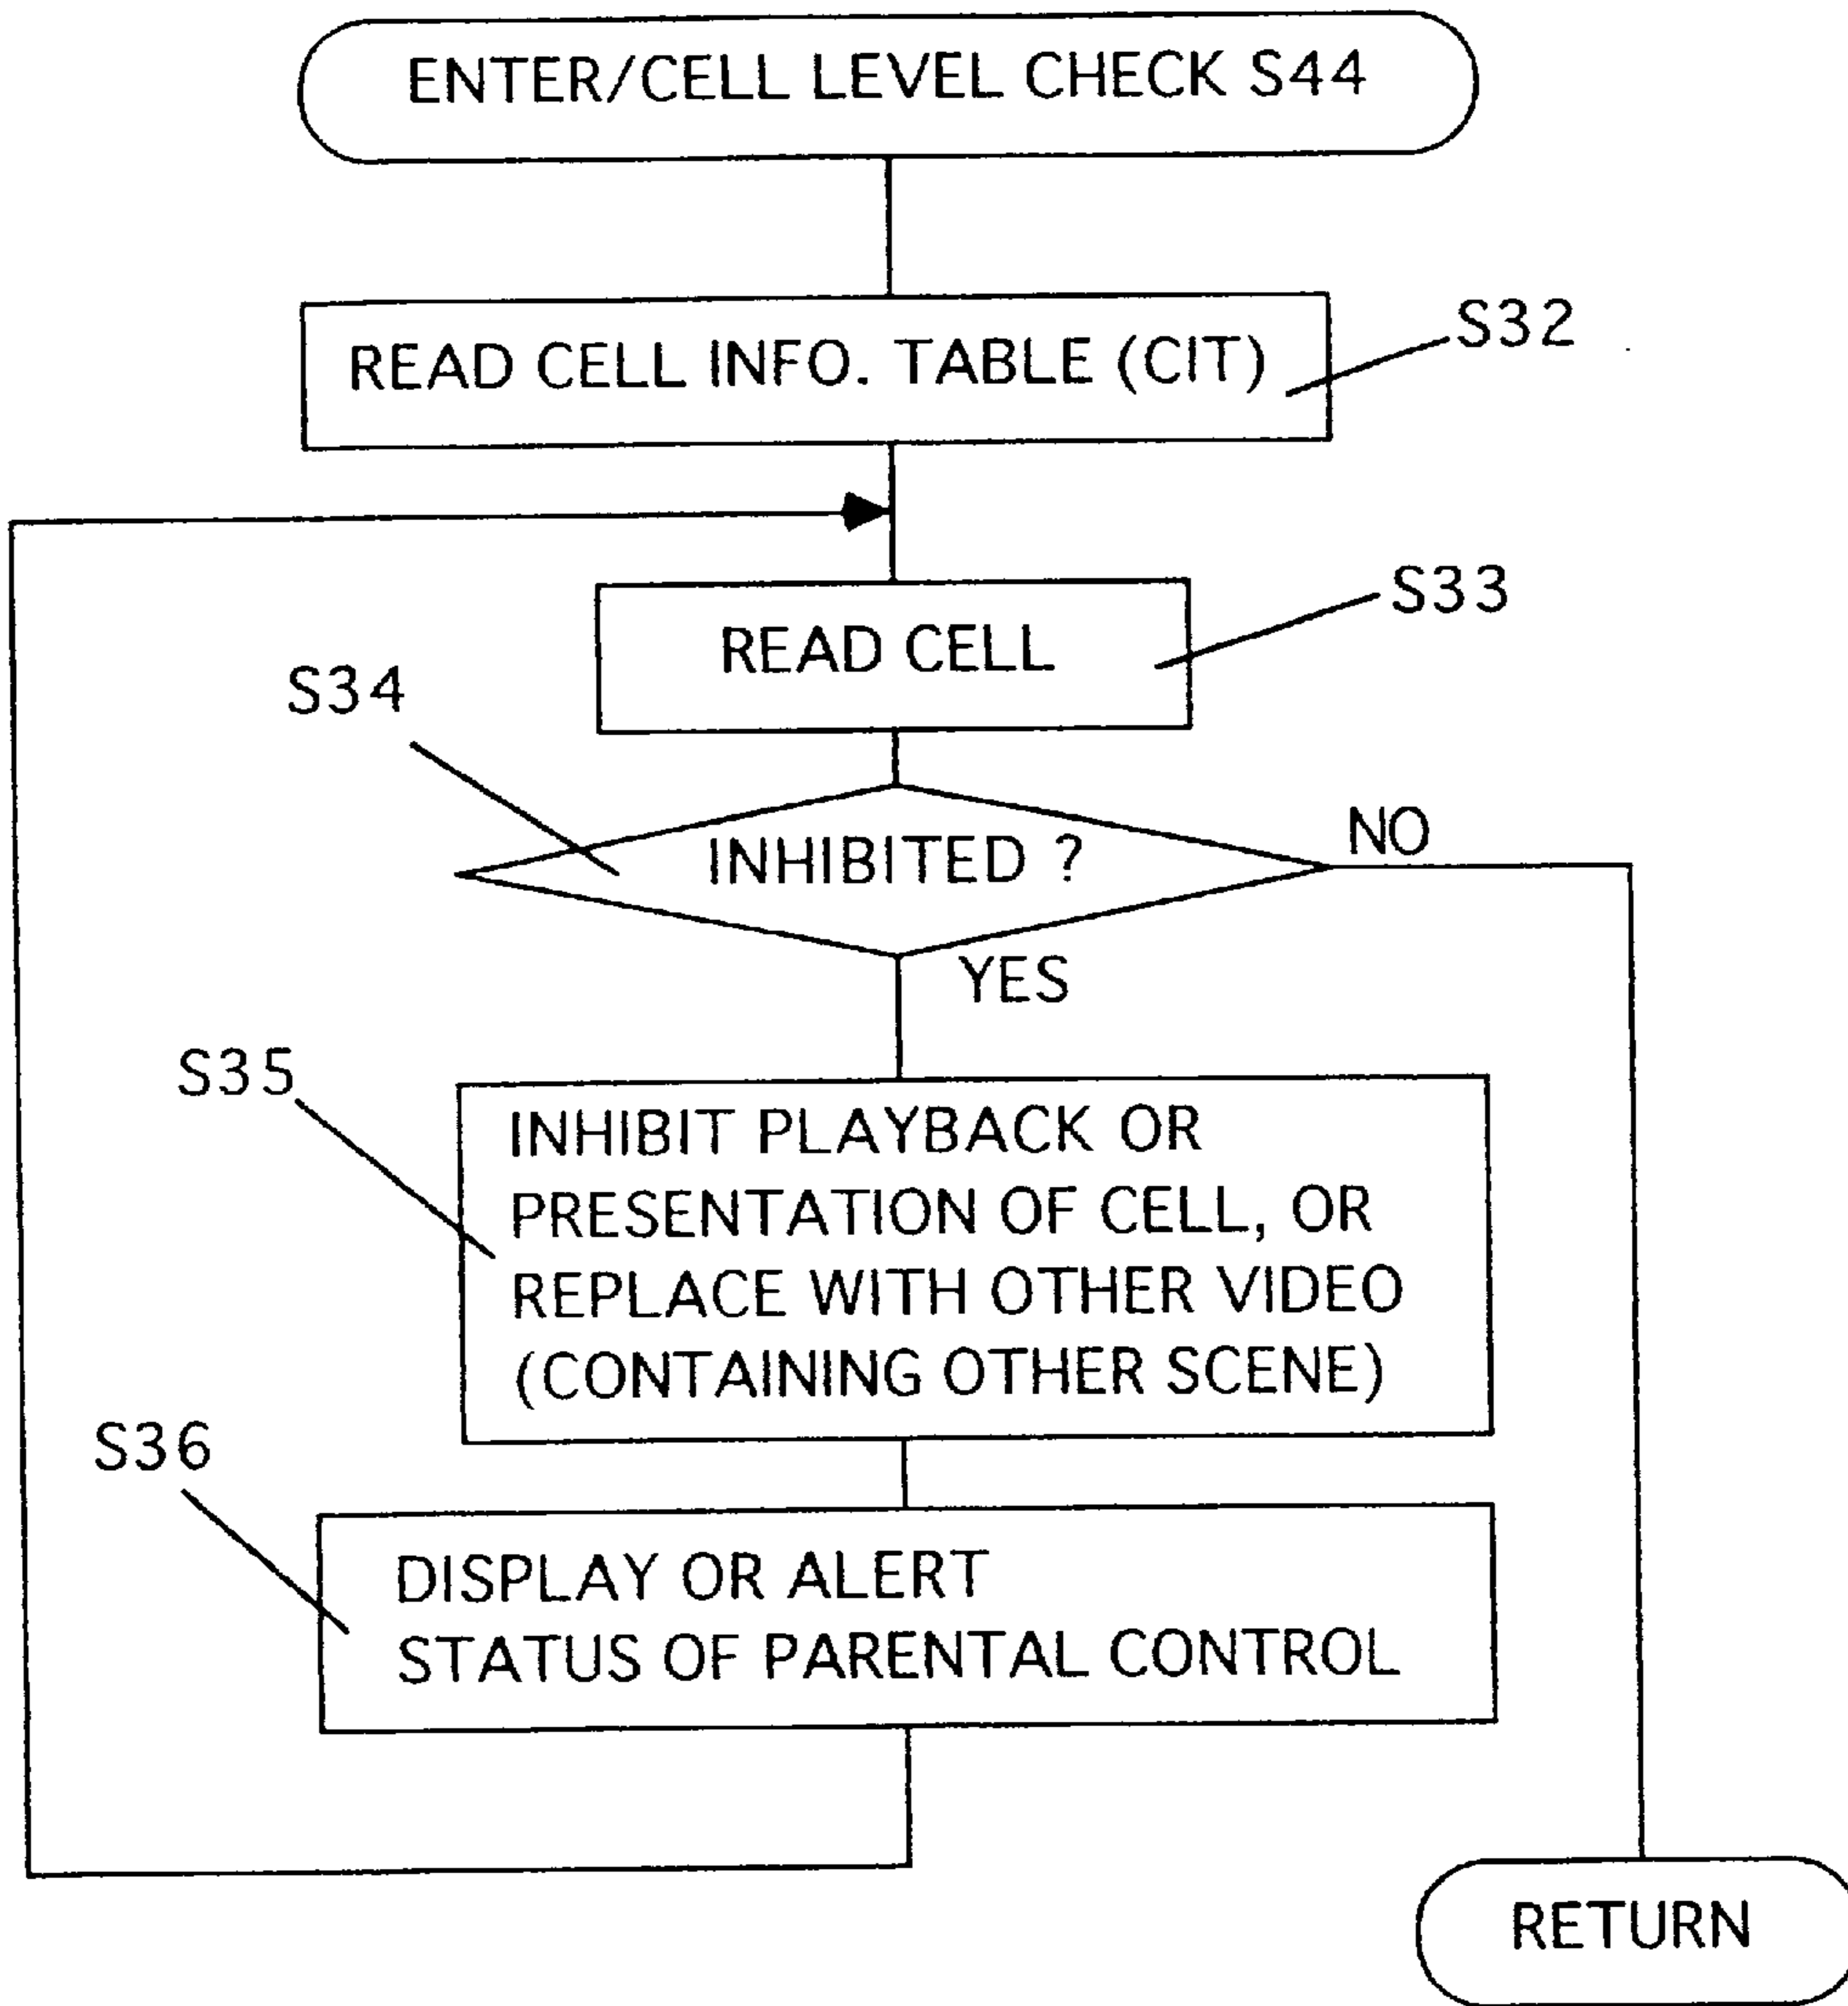 ENTER/CELL LEVEL CHECK S44
READ CELL INFO. TABLE (CIT)
S32
READ CELL
S33
S34
INHIBITED ?
NO
YES
S35
INHIBIT PLAYBACK OR
PRESENTATION OF CELL, OR
REPLACE WITH OTHER VIDEO
(CONTAINING OTHER SCENE)
S36
DISPLAY OR ALERT
STATUS OF PARENTAL CONTROL
RETURN